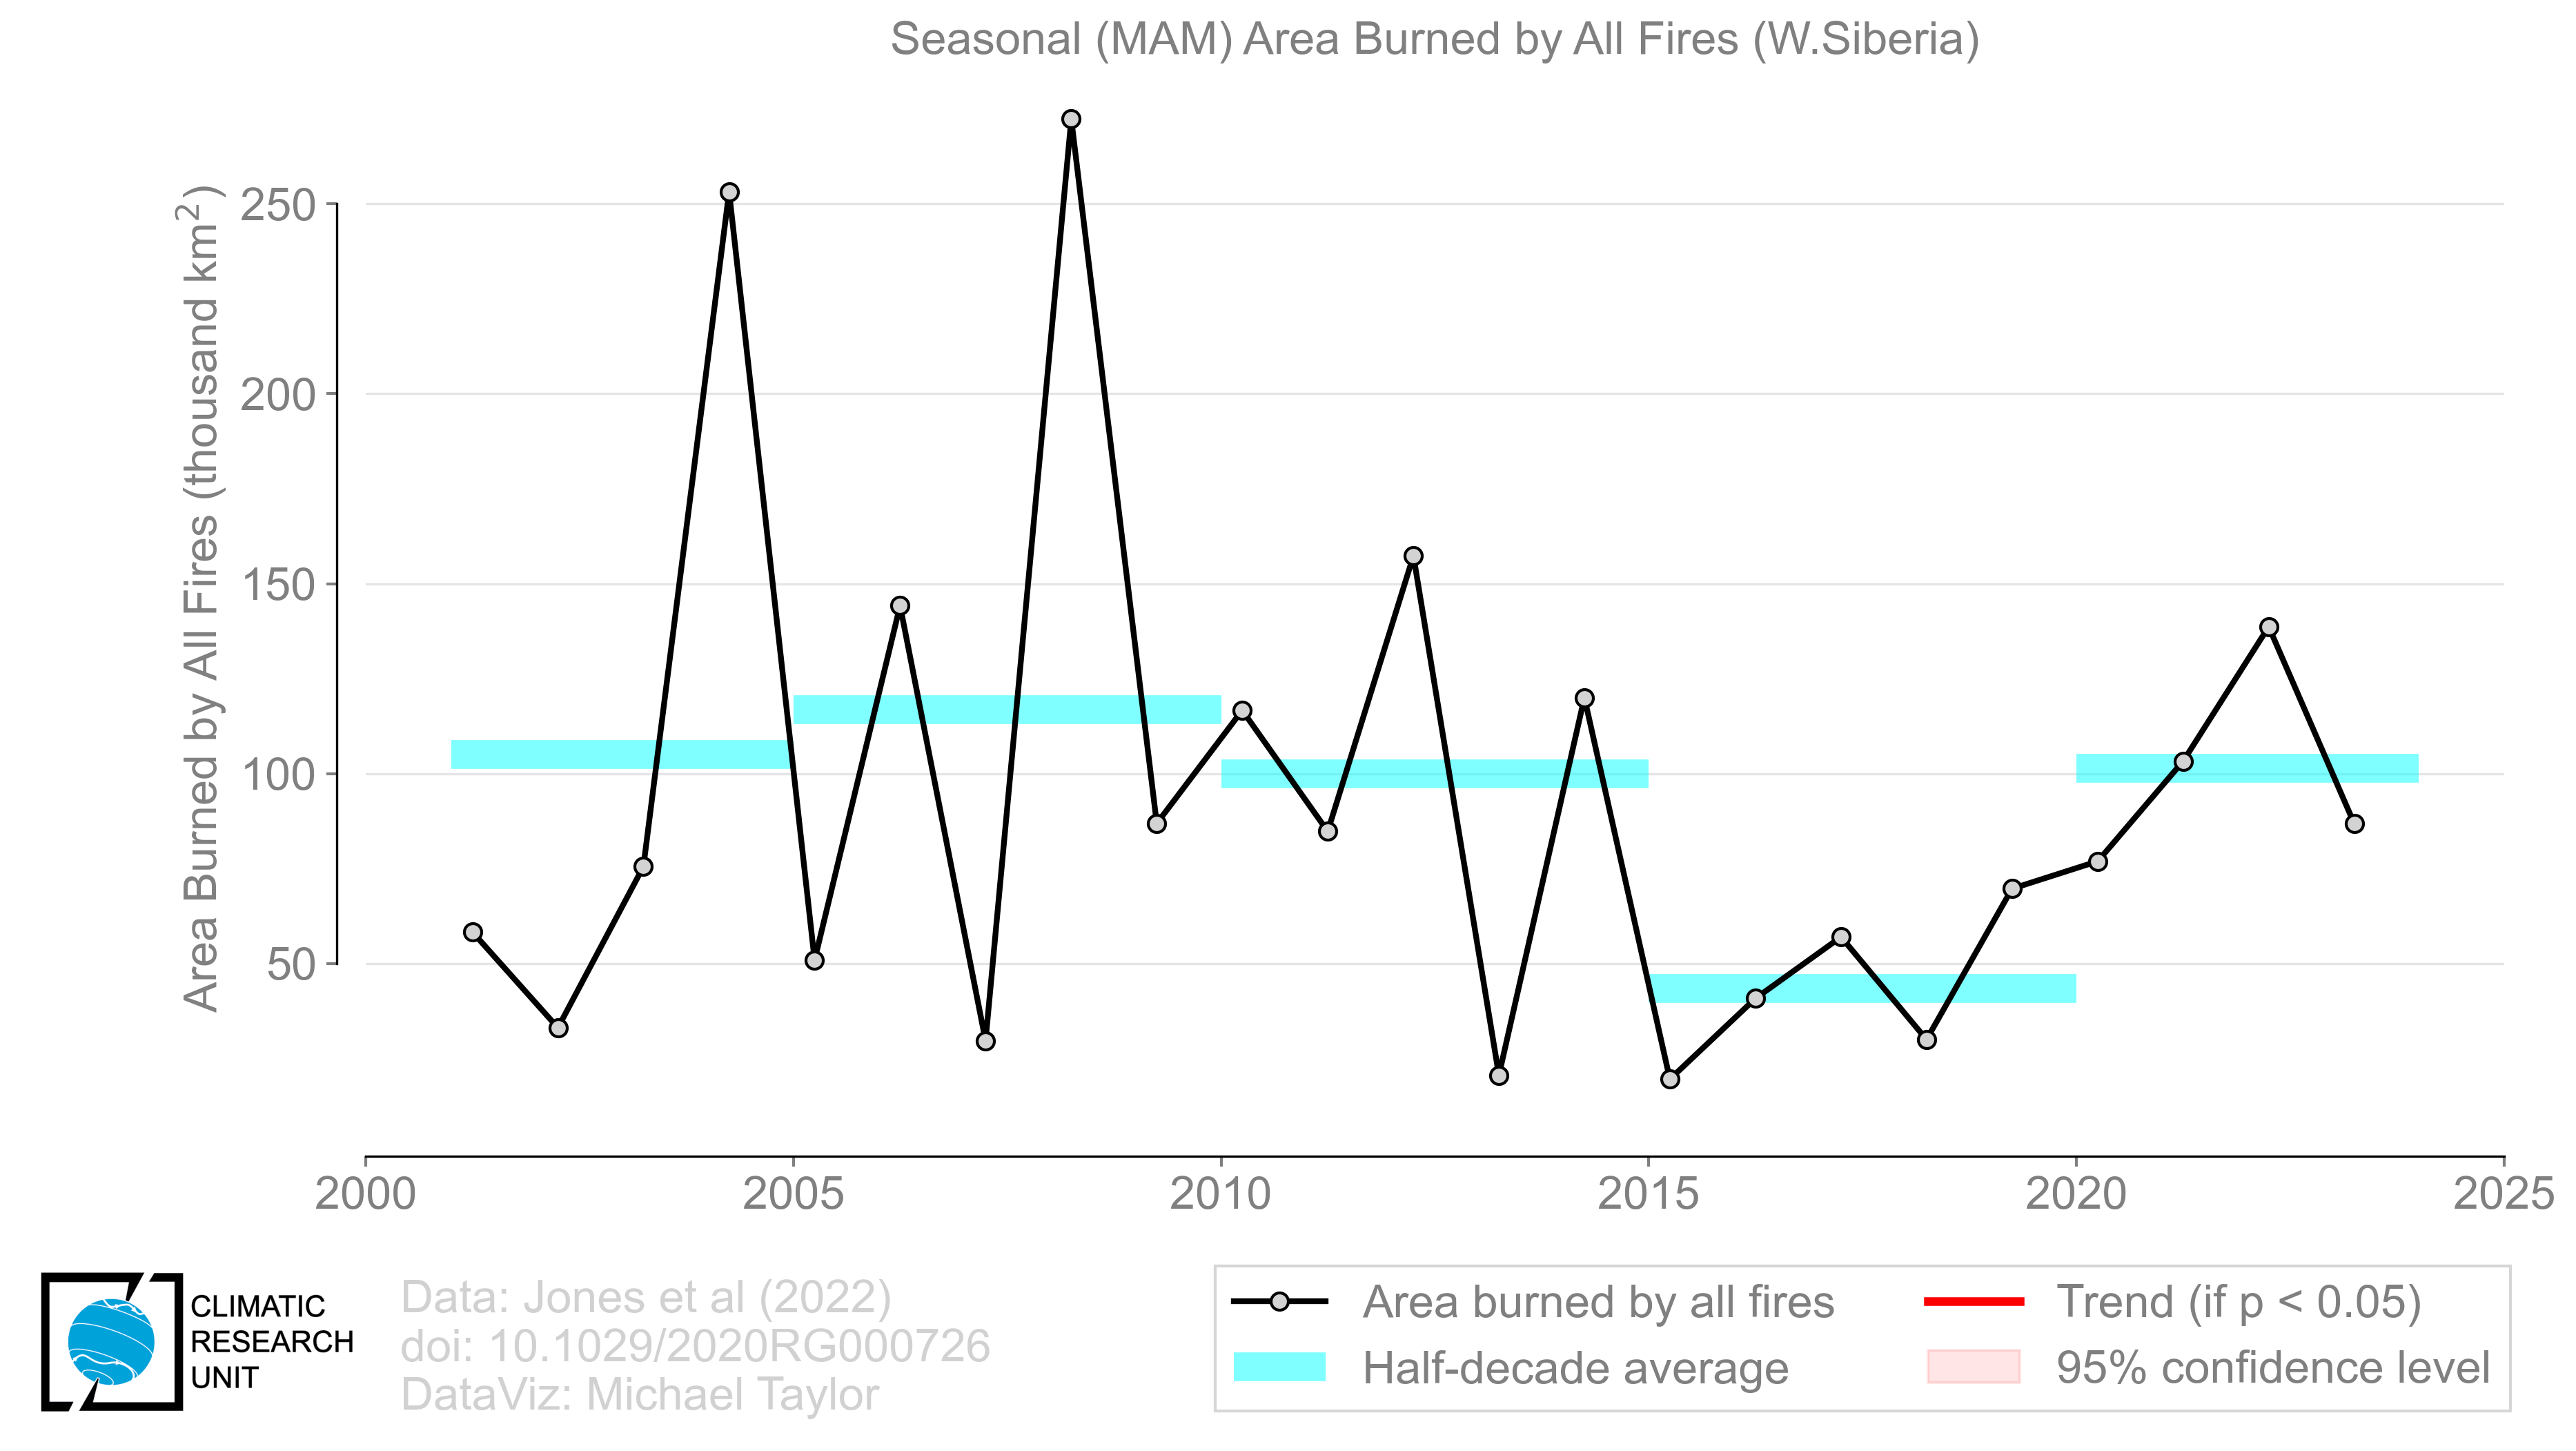 Seasonal (MAM) Area Burned by All Fires (W.Siberia)
Area Burned by All Fires (thousand km²)
250
200
150
100
50
2000
2005
2010
2015
2020
2025
CLIMATIC
RESEARCH
UNIT
Data: Jones et al (2022)
doi: 10.1029/2020RG000726
DataViz: Michael Taylor
Area burned by all fires
Half-decade average
Trend (if p < 0.05)
95% confidence level